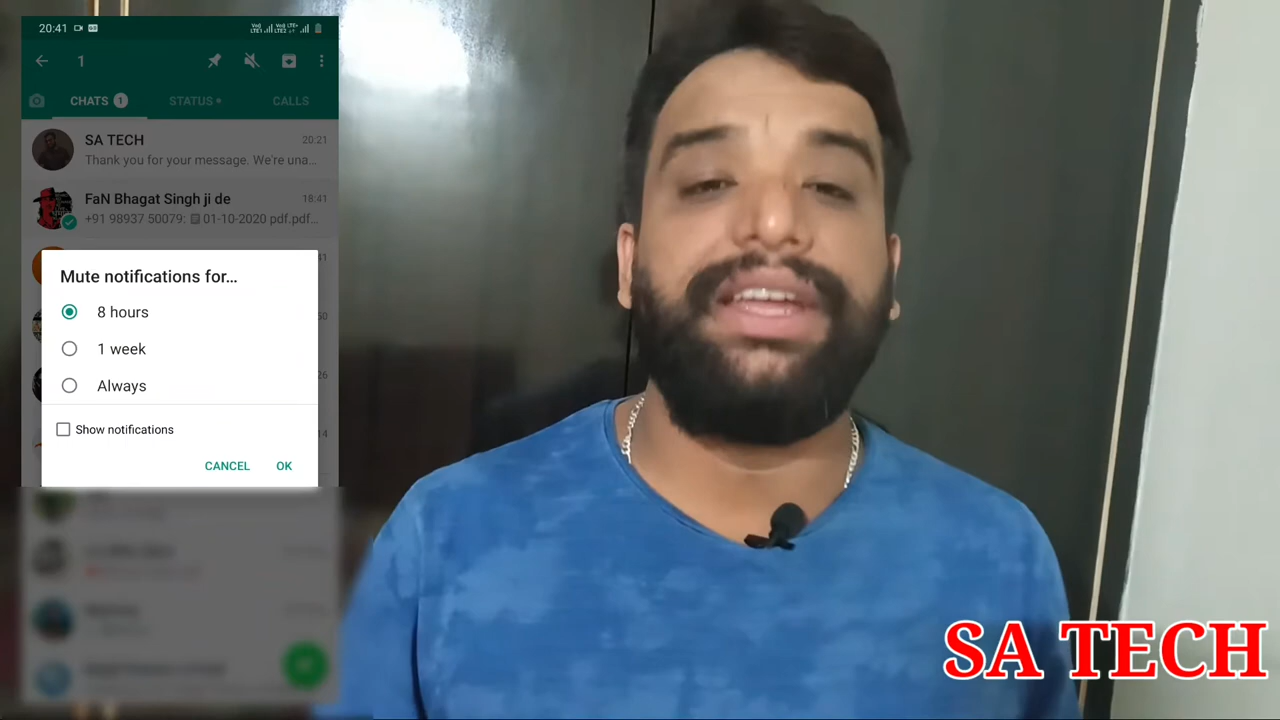 20:41
1
CHATS 1 STATUS CALLS
SA TECH 20:21
Thank you for your message. We're una...
FaN Bhagat Singh ji de 18:41
+91 98937 50079: 01-10-2020 pdf.pdf...
Mute notifications for...
8 hours
1 week
Always
Show notifications
CANCEL OK
SA TECH